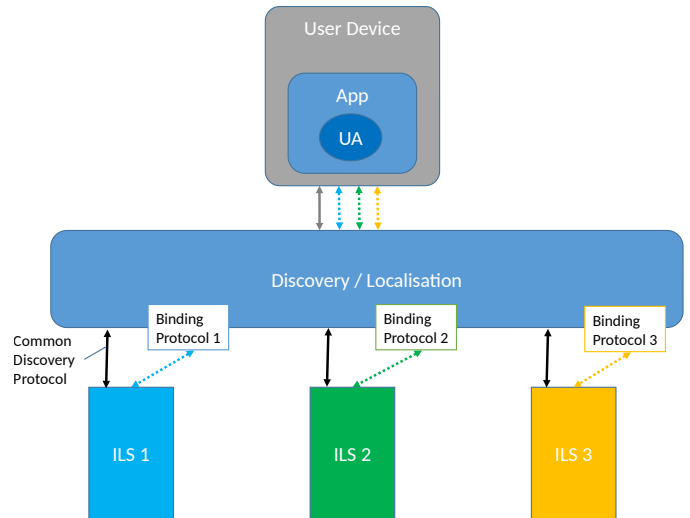 User Device
App
UA
Discovery / Localisation
Binding
Protocol 1
Binding
Protocol 2
Binding
Protocol 3
Common
Discovery
Protocol
ILS 1
ILS 2
ILS 3